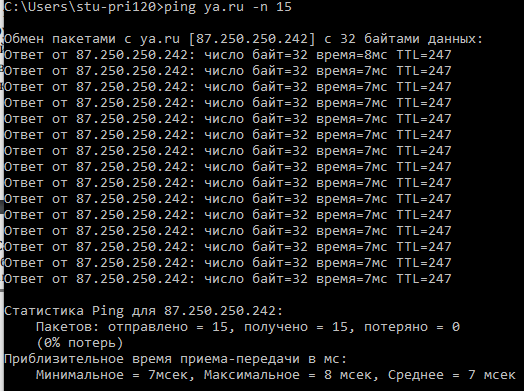 C:\Users\stu-pri120>ping ya.ru -n 15
Обмен пакетами с ya.ru [87.250.250.242] с 32 байтами данных:
Ответ от 87.250.250.242: число байт=32 время=8мс TTL=247
Ответ от 87.250.250.242: число байт=32 время=7мс TTL=247
Ответ от 87.250.250.242: число байт=32 время=7мс TTL=247
Ответ от 87.250.250.242: число байт=32 время=7мс TTL=247
Ответ от 87.250.250.242: число байт=32 время=7мс TTL=247
Ответ от 87.250.250.242: число байт=32 время=7мс TTL=247
Ответ от 87.250.250.242: число байт=32 время=7мс TTL=247
Ответ от 87.250.250.242: число байт=32 время=7мс TTL=247
Ответ от 87.250.250.242: число байт=32 время=7мс TTL=247
Ответ от 87.250.250.242: число байт=32 время=7мс TTL=247
Ответ от 87.250.250.242: число байт=32 время=7мс TTL=247
Ответ от 87.250.250.242: число байт=32 время=7мс TTL=247
Ответ от 87.250.250.242: число байт=32 время=7мс TTL=247
Ответ от 87.250.250.242: число байт=32 время=7мс TTL=247
Ответ от 87.250.250.242: число байт=32 время=7мс TTL=247
Статистика Ping для 87.250.250.242:
Пакетов: отправлено = 15, получено = 15, потеряно = 0
(0% потерь)
Приблизительное время приема-передачи в мс:
Минимальное = 7мсек, Максимальное = 8 мсек, Среднее = 7 мсек